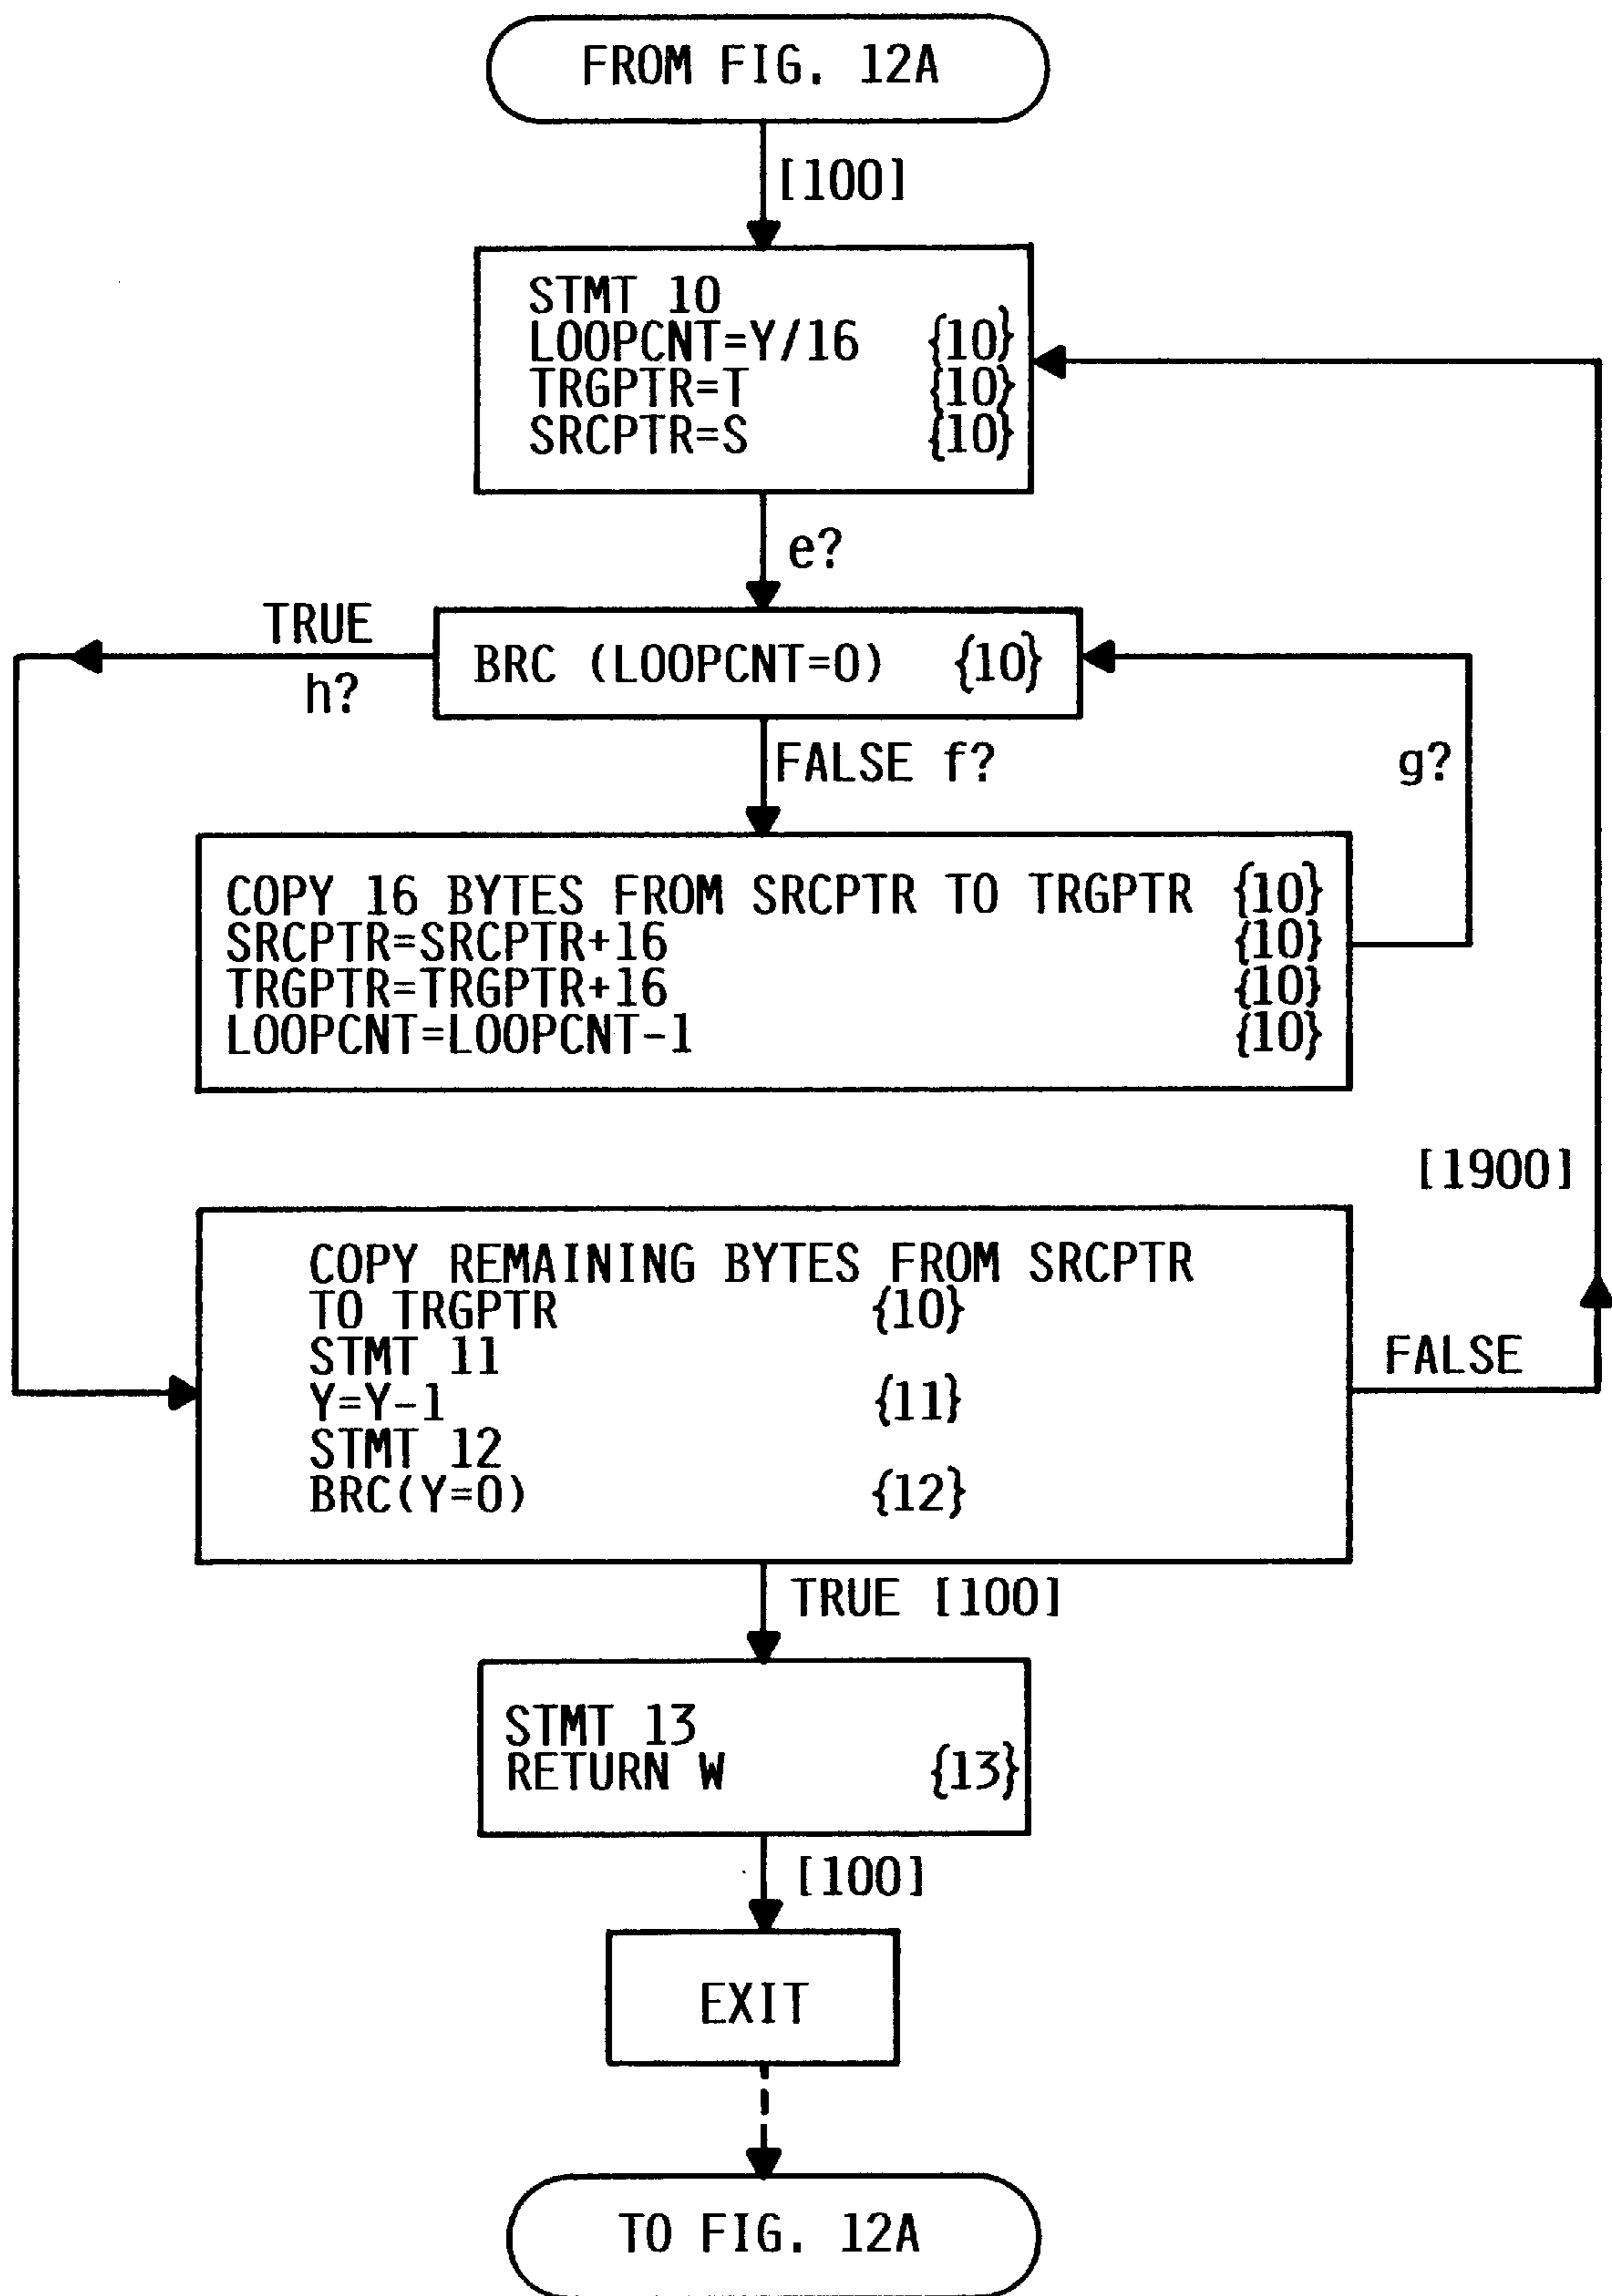 FROM FIG. 12A
[100]
STMT 10
LOOPCNT=Y/16 {10}
TRGPTR=T {10}
SRCPTR=S {10}
e?
TRUE
h?
BRC (LOOPCNT=0) {10}
FALSE f?
g?
COPY 16 BYTES FROM SRCPTR TO TRGPTR {10}
SRCPTR=SRCPTR+16 {10}
TRGPTR=TRGPTR+16 {10}
LOOPCNT=LOOPCNT-1 {10}
[1900]
COPY REMAINING BYTES FROM SRCPTR
TO TRGPTR {10}
STMT 11
Y=Y-1 {11}
STMT 12
BRC(Y=0) {12}
FALSE
TRUE [100]
STMT 13
RETURN W {13}
[100]
EXIT
TO FIG. 12A